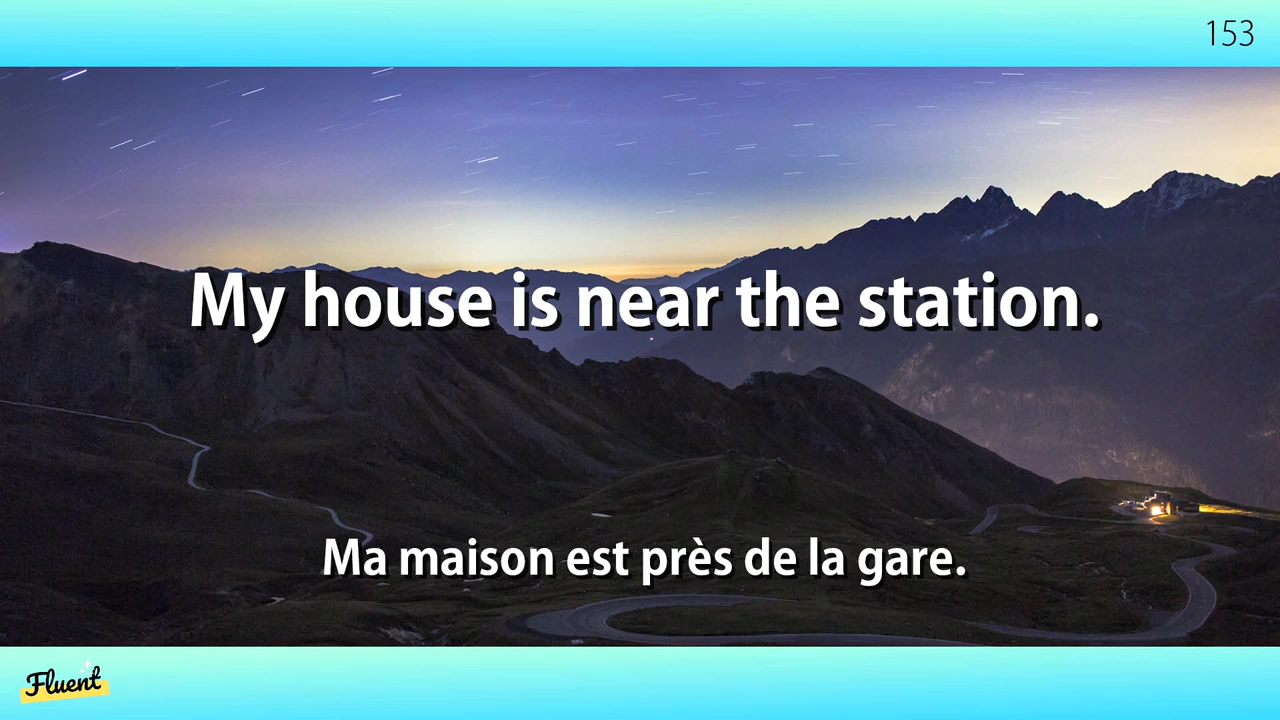 153
My house is near the station.
Ma maison est près de la gare.
Fluent